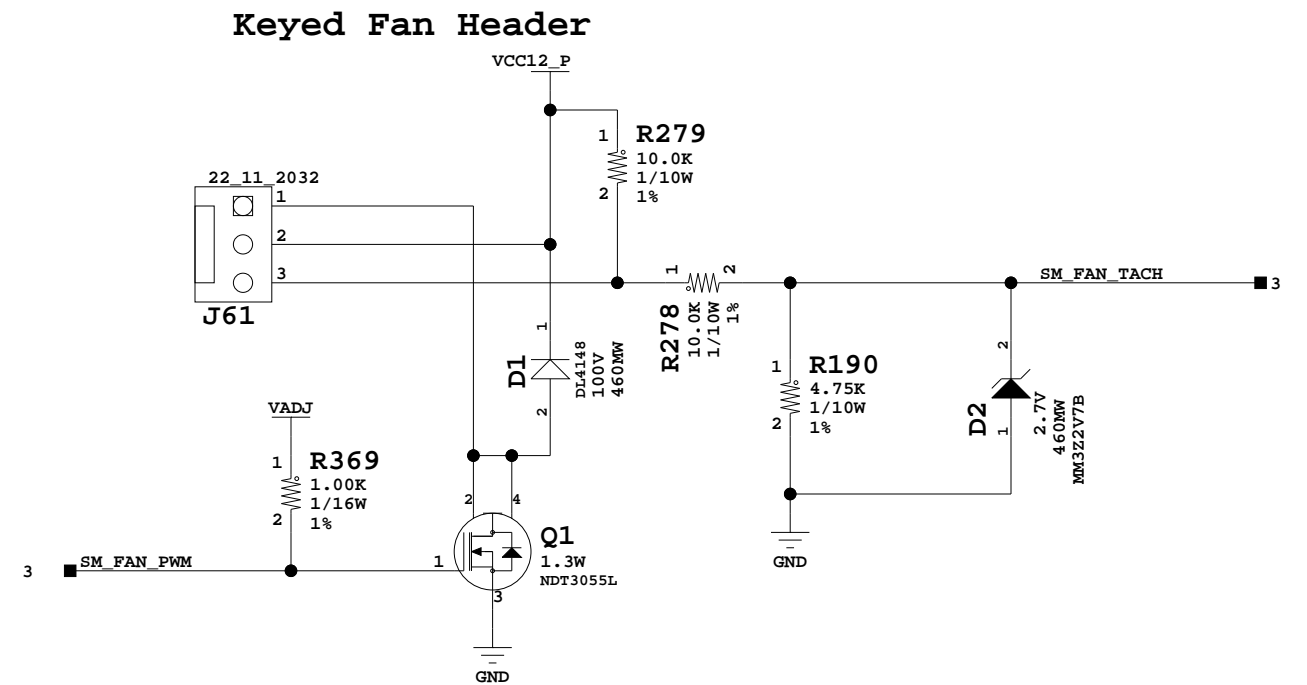 Keyed Fan Header
VCC12_P
1
R279
10.0K
1/10W
2
1%
22_11_2032
1
2
3
J61
1
2
R278
10.0K
1/10W
1%
SM_FAN_TACH
3
1
D1
DL4148
100V
460MW
2
1
R190
4.75K
1/10W
2
1%
2
D2
2.7V
460MW
MM3Z2V7B
1
VADJ
1
R369
1.00K
1/16W
2
1%
2
4
Q1
1.3W
NDT3055L
3
SM_FAN_PWM
1
3
GND
GND